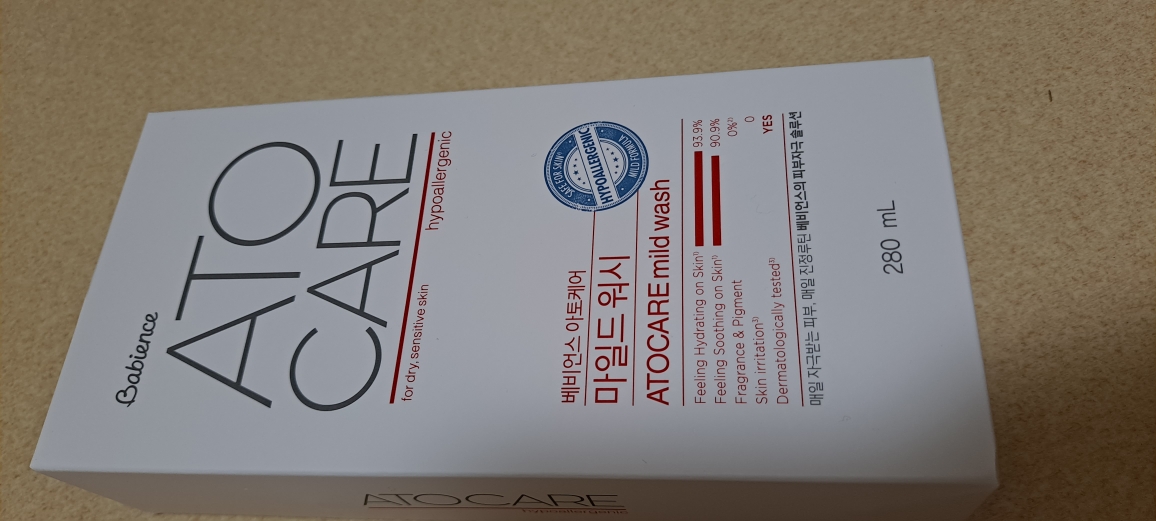 Babience
ATO
CARE
for dry, sensitive skin
hypoallergenic
SAFE FOR SKIN¹⁾
HYPOALLERGENIC
MILD FORMULA
베비언스 아토케어
마일드 워시
ATOCARE mild wash
Feeling Hydrating on Skin¹⁾ 93.9%
Feeling Soothing on Skin¹⁾ 90.9%
Fragrance & Pigment 0%²⁾
Skin irritation³⁾ 0
Dermatologically tested³⁾ YES
매일 자극받는 피부, 매일 진정루틴 베비언스의 피부자극 솔루션
280 mL
ATOCARE
hypoallergenic